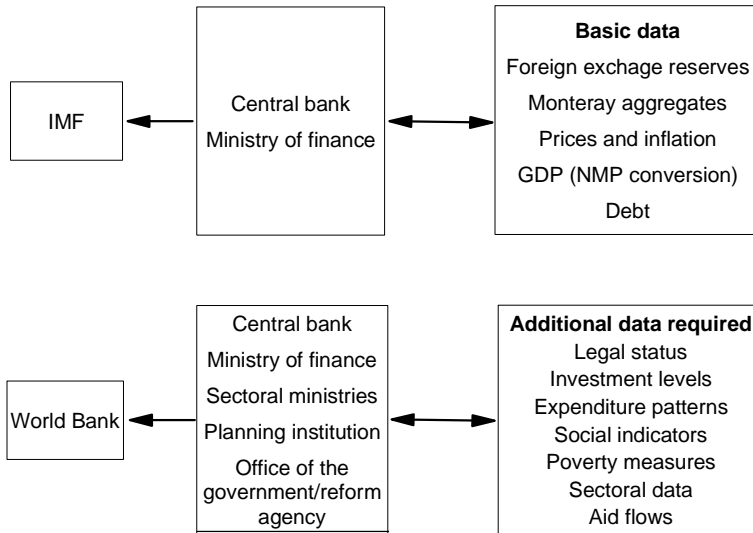 IMF
Central bank
Ministry of finance
Basic data
Foreign exchage reserves
Monteray aggregates
Prices and inflation
GDP (NMP conversion)
Debt
World Bank
Central bank
Ministry of finance
Sectoral ministries
Planning institution
Office of the
government/reform
agency
Additional data required
Legal status
Investment levels
Expenditure patterns
Social indicators
Poverty measures
Sectoral data
Aid flows